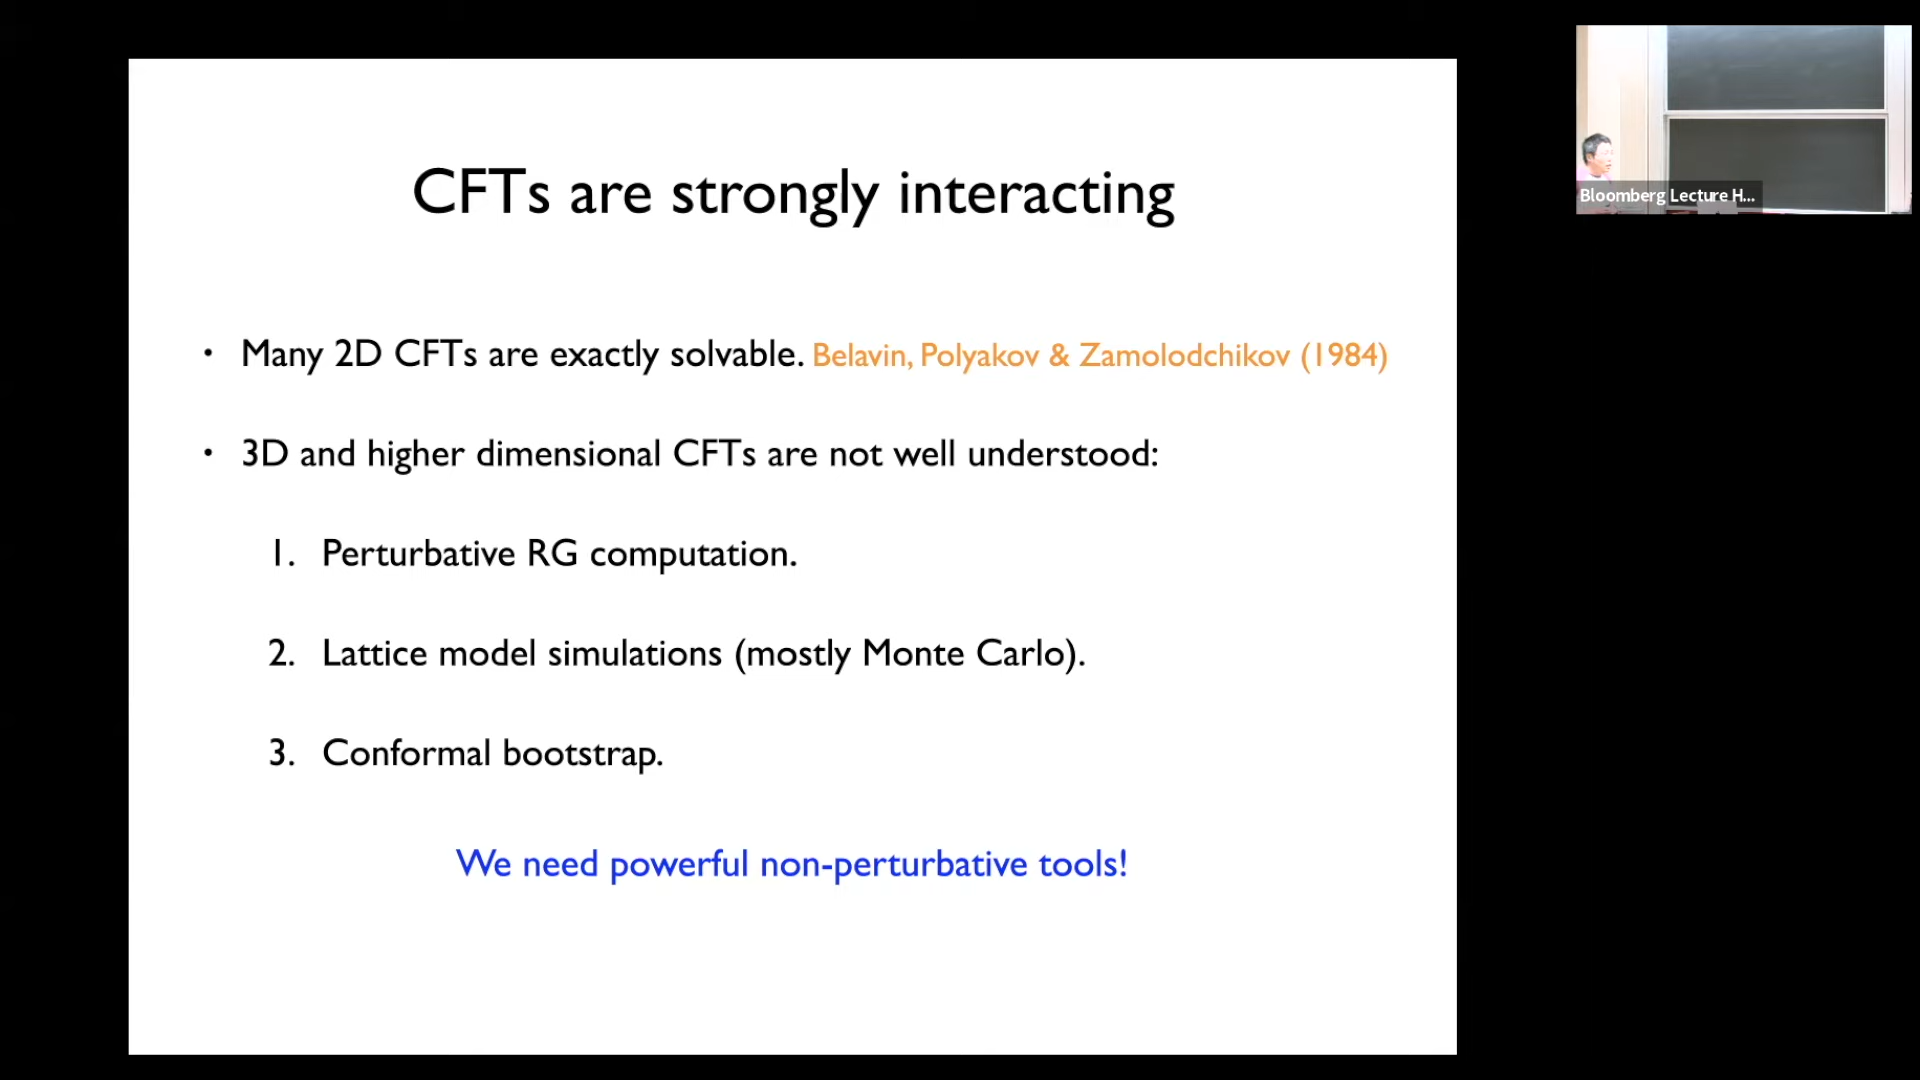 CFTs are strongly interacting
• Many 2D CFTs are exactly solvable. Belavin, Polyakov & Zamolodchikov (1984)
• 3D and higher dimensional CFTs are not well understood:
1. Perturbative RG computation.
2. Lattice model simulations (mostly Monte Carlo).
3. Conformal bootstrap.
We need powerful non-perturbative tools!
Bloomberg Lecture H...